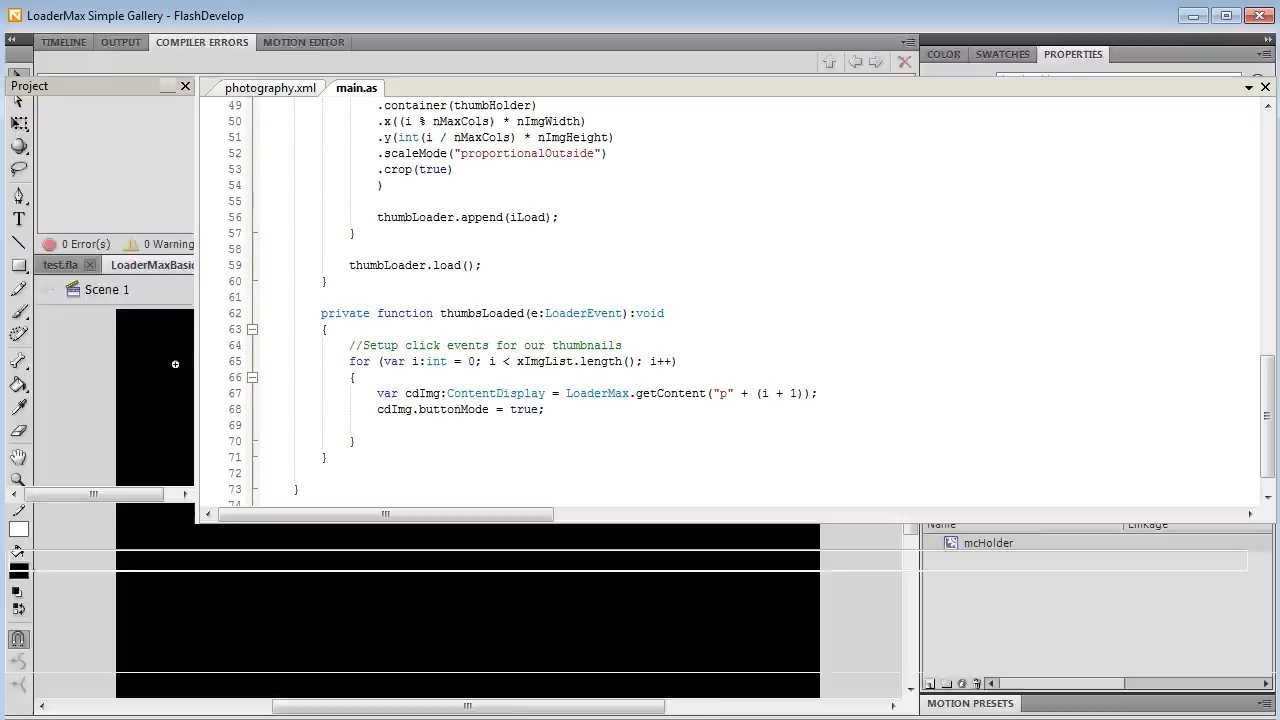 LoaderMax Simple Gallery - FlashDevelop
TIMELINE
OUTPUT
COMPILER ERRORS
MOTION EDITOR
COLOR
SWATCHES
PROPERTIES
Project
photography.xml
main.as
49 .container(thumbHolder)
50 .x((i % nMaxCols) * nImgWidth)
51 .y(int(i / nMaxCols) * nImgHeight)
52 .scaleMode("proportionalOutside")
53 .crop(true)
54 )
55
56 thumbLoader.append(iLoad);
57 }
58
59 thumbLoader.load();
60 }
61
62 private function thumbsLoaded(e:LoaderEvent):void
63 {
64 //Setup click events for our thumbnails
65 for (var i:int = 0; i < xImgList.length(); i++)
66 {
67 var cdImg:ContentDisplay = LoaderMax.getContent("p" + (i + 1));
68 cdImg.buttonMode = true;
69
70 }
71 }
72
73 }
74
0 Error(s)
0 Warning
test.fla
LoaderMaxBasic
Scene 1
Name
Linkage
mcHolder
MOTION PRESETS